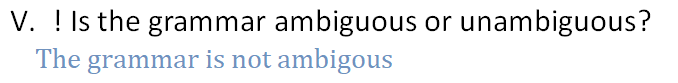 V. ! Is the grammar ambiguous or unambiguous?
The grammar is not ambigous